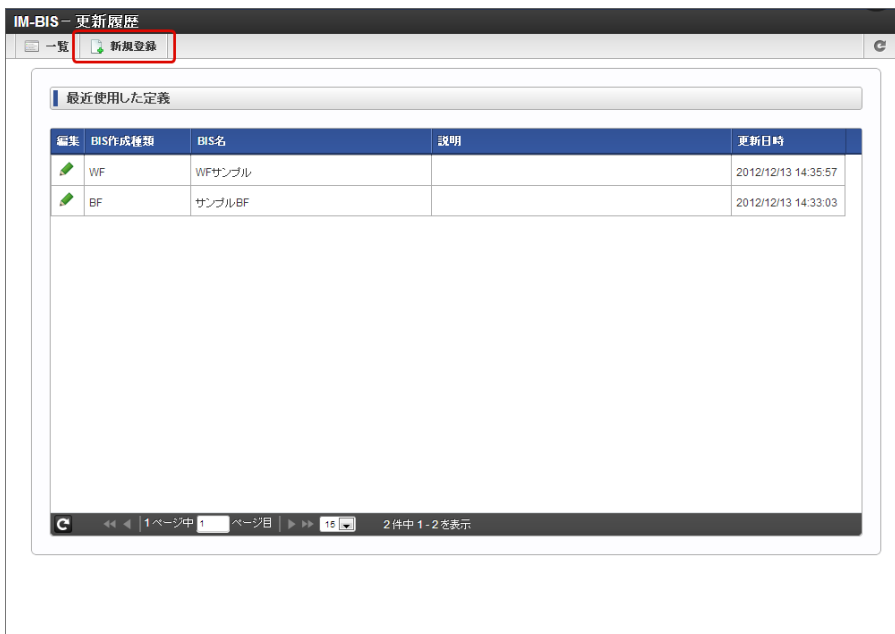 IM-BIS－更新履歴
一覧 新規登録
最近使用した定義
編集 BIS作成種類 BIS名 説明 更新日時
WF WFサンプル 2012/12/13 14:35:57
BF サンプルBF 2012/12/13 14:33:03
1 ページ中 1 ページ目 15 2 件中 1 - 2 を表示